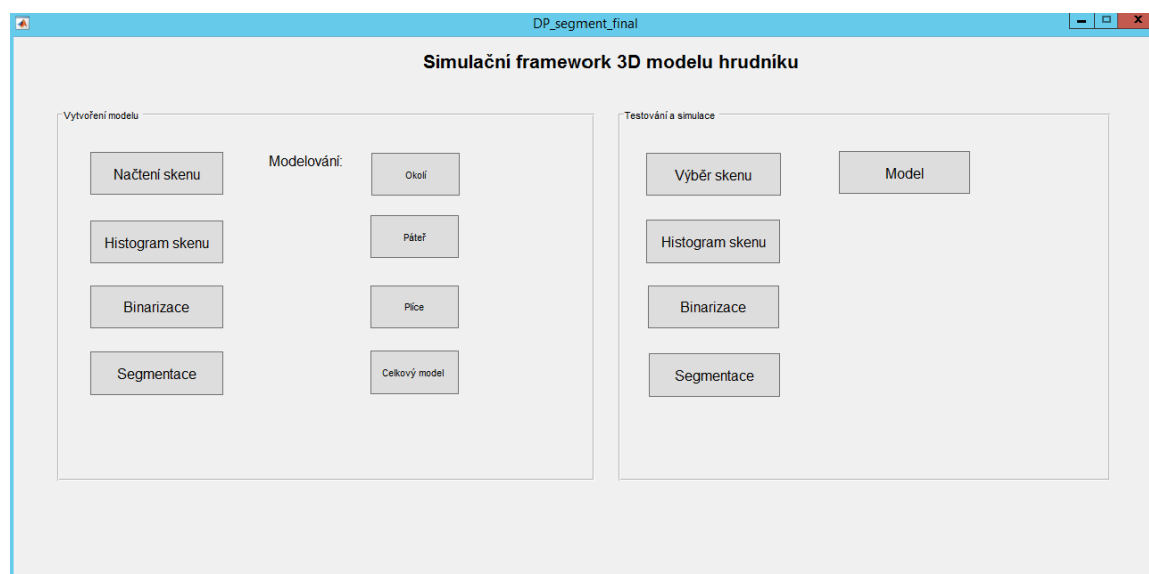 DP_segment_final
Simulační framework 3D modelu hrudníku
Vytvoření modelu
Načtení skenu
Histogram skenu
Binarizace
Segmentace
Modelování:
Okolí
Páteř
Plíce
Celkový model
Testování a simulace
Výběr skenu
Histogram skenu
Binarizace
Segmentace
Model